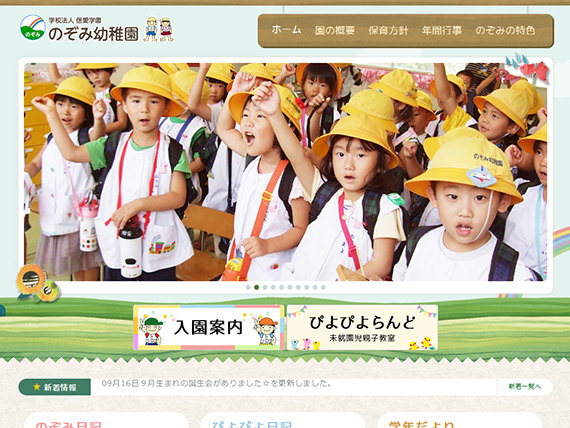 学校法人 信愛学園
のぞみ幼稚園
ホーム 園の概要 保育方針 年間行事 のぞみの特色
のぞみ幼稚園
入園案内
ぴよぴよらんど
未就園児親子教室
新着情報
09月16日９月生まれの誕生会がありました☆を更新しました。
新着一覧へ
のぞみ日記
ぴよぴよ日記
学年だより